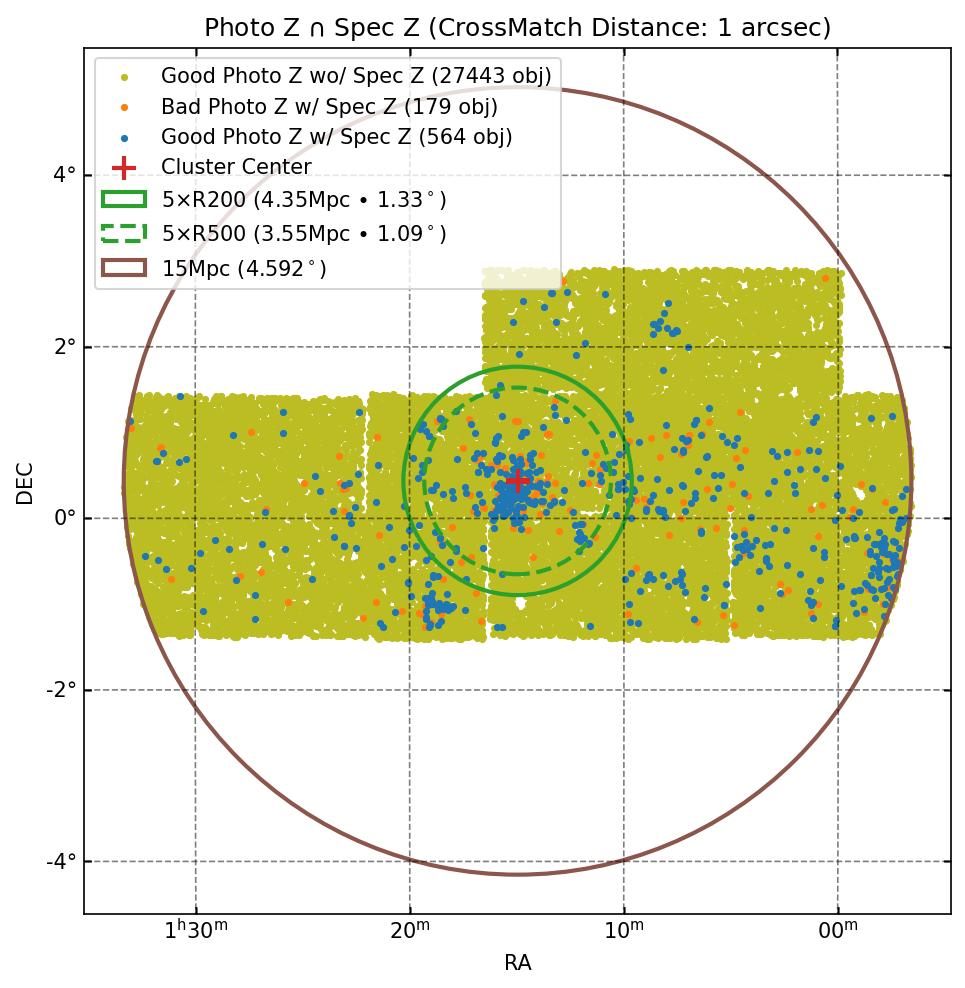 Photo Z ∩ Spec Z (CrossMatch Distance: 1 arcsec)
Good Photo Z wo/ Spec Z (27443 obj)
Bad Photo Z w/ Spec Z (179 obj)
Good Photo Z w/ Spec Z (564 obj)
Cluster Center
5×R200 (4.35Mpc • 1.33°)
5×R500 (3.55Mpc • 1.09°)
15Mpc (4.592°)
4°
2°
0°
-2°
-4°
DEC
1ʰ30ᵐ 20ᵐ 10ᵐ 00ᵐ
RA